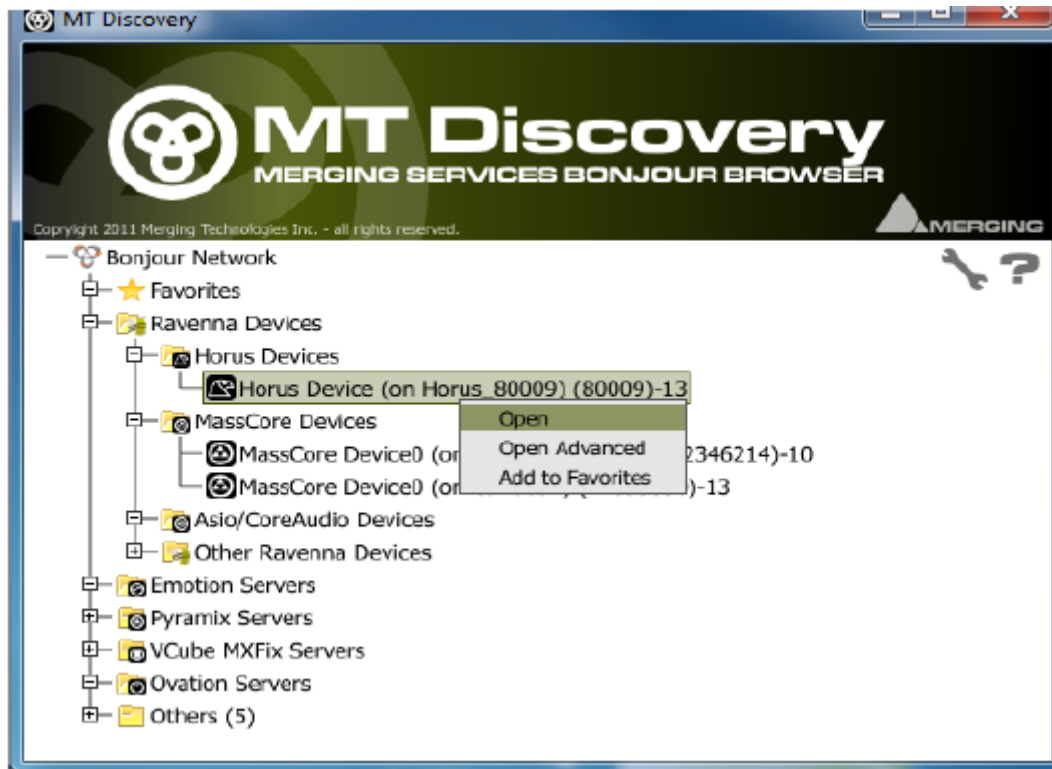 MT Discovery
MT Discovery
MERGING SERVICES BONJOUR BROWSER
Copyright 2011 Merging Technologies Inc. - all rights reserved.
MERGING
Bonjour Network
Favorites
Ravenna Devices
Horus Devices
Horus Device (on Horus_80009) (80009)-13
Open
MassCore Devices
Open Advanced
MassCore Device0 (or 2346214)-10
Add to Favorites
MassCore Device0 (or )-13
Asio/CoreAudio Devices
Other Ravenna Devices
Emotion Servers
Pyramix Servers
VCube MXFix Servers
Ovation Servers
Others (5)